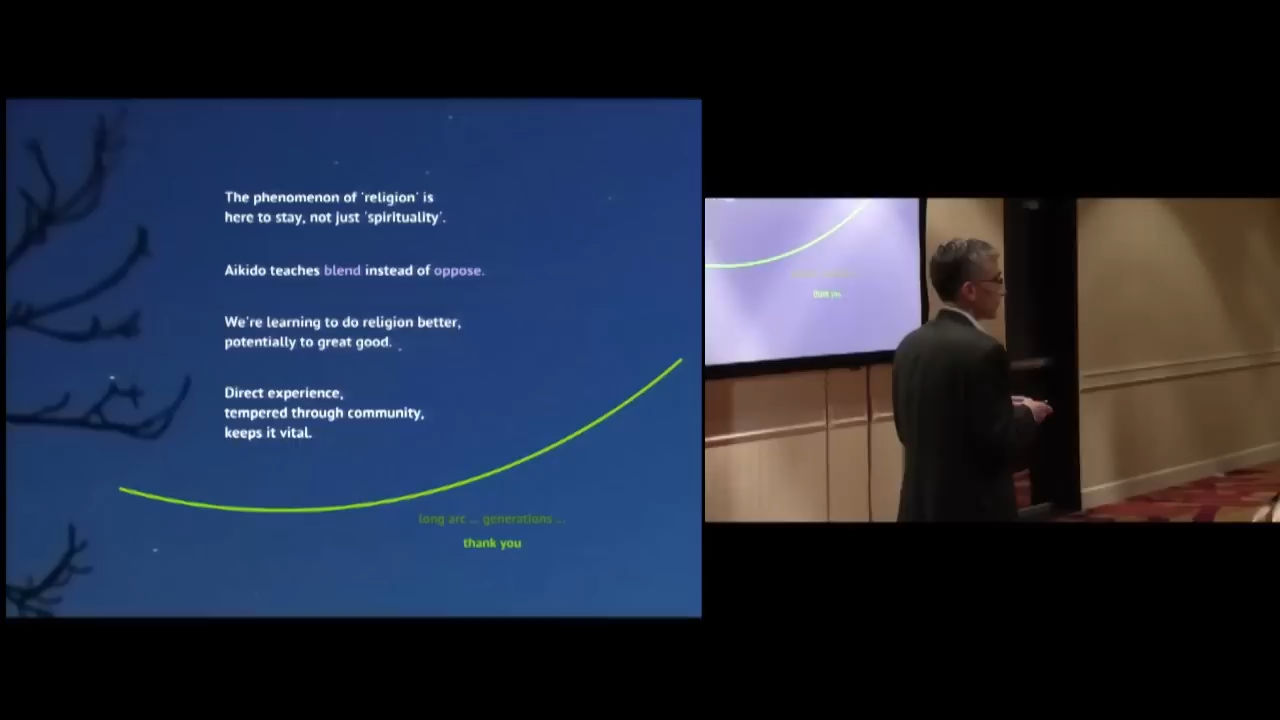 The phenomenon of 'religion' is
here to stay, not just 'spirituality'.
Aikido teaches blend instead of oppose.
We're learning to do religion better,
potentially to great good.
Direct experience,
tempered through community,
keeps it vital.
long arc ... generations ...
thank you